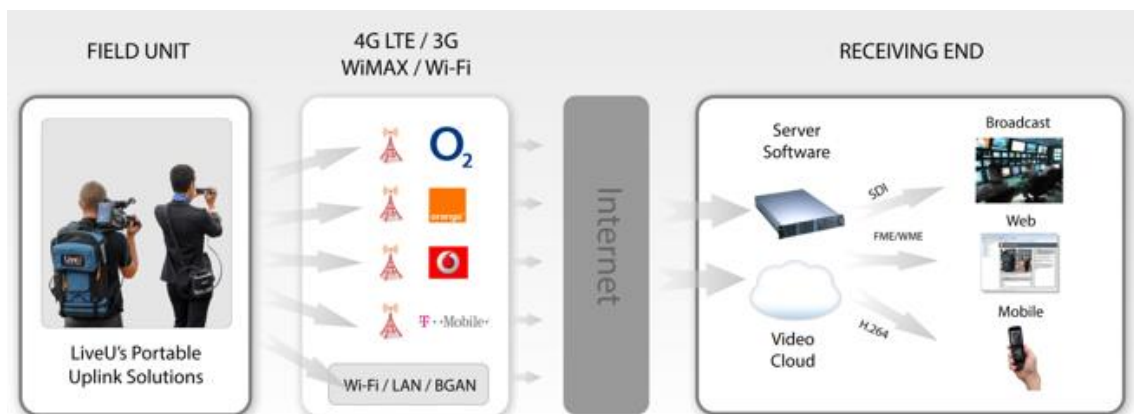 FIELD UNIT
4G LTE / 3G
WiMAX / Wi-Fi
RECEIVING END
LiveU
LiveU's Portable
Uplink Solutions
O2
orange
T··Mobile·
Wi-Fi / LAN / BGAN
Internet
Server
Software
Video
Cloud
SDI
FME/WME
H.264
Broadcast
Web
Mobile